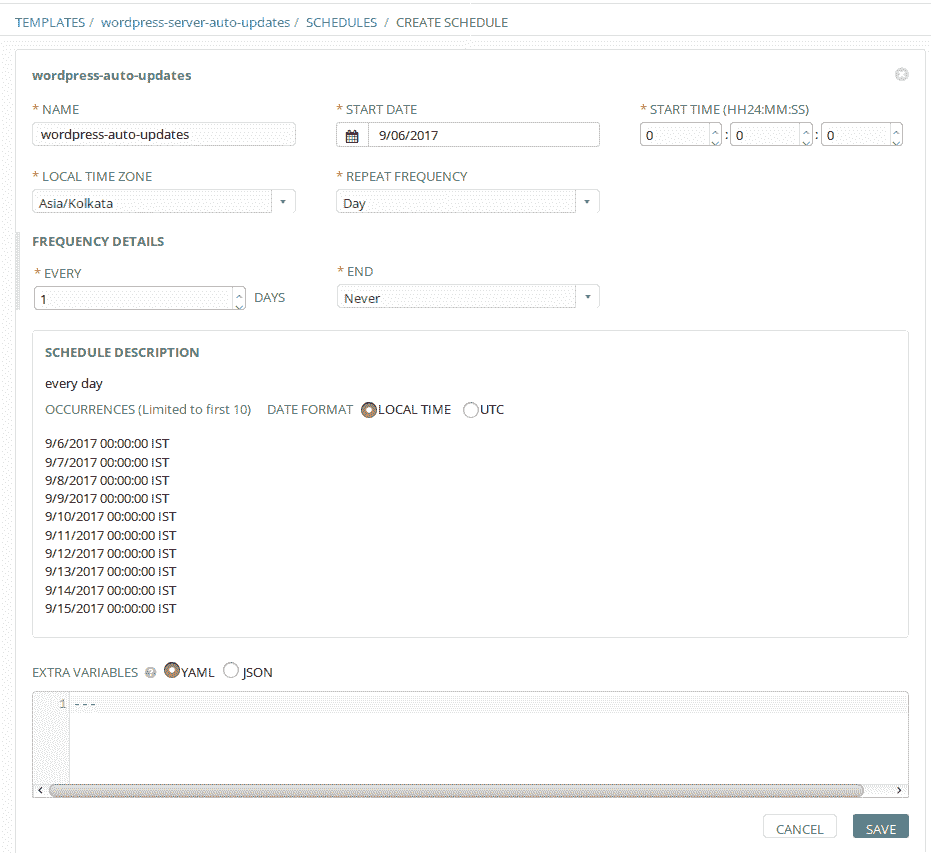 TEMPLATES / wordpress-server-auto-updates / SCHEDULES / CREATE SCHEDULE
wordpress-auto-updates
* NAME * START DATE * START TIME (HH24:MM:SS)
wordpress-auto-updates 9/06/2017 0 : 0 : 0
* LOCAL TIME ZONE * REPEAT FREQUENCY
Asia/Kolkata Day
FREQUENCY DETAILS
* EVERY * END
1 DAYS Never
SCHEDULE DESCRIPTION
every day
OCCURRENCES (Limited to first 10) DATE FORMAT LOCAL TIME UTC
9/6/2017 00:00:00 IST
9/7/2017 00:00:00 IST
9/8/2017 00:00:00 IST
9/9/2017 00:00:00 IST
9/10/2017 00:00:00 IST
9/11/2017 00:00:00 IST
9/12/2017 00:00:00 IST
9/13/2017 00:00:00 IST
9/14/2017 00:00:00 IST
9/15/2017 00:00:00 IST
EXTRA VARIABLES ? YAML JSON
1 ---
CANCEL SAVE